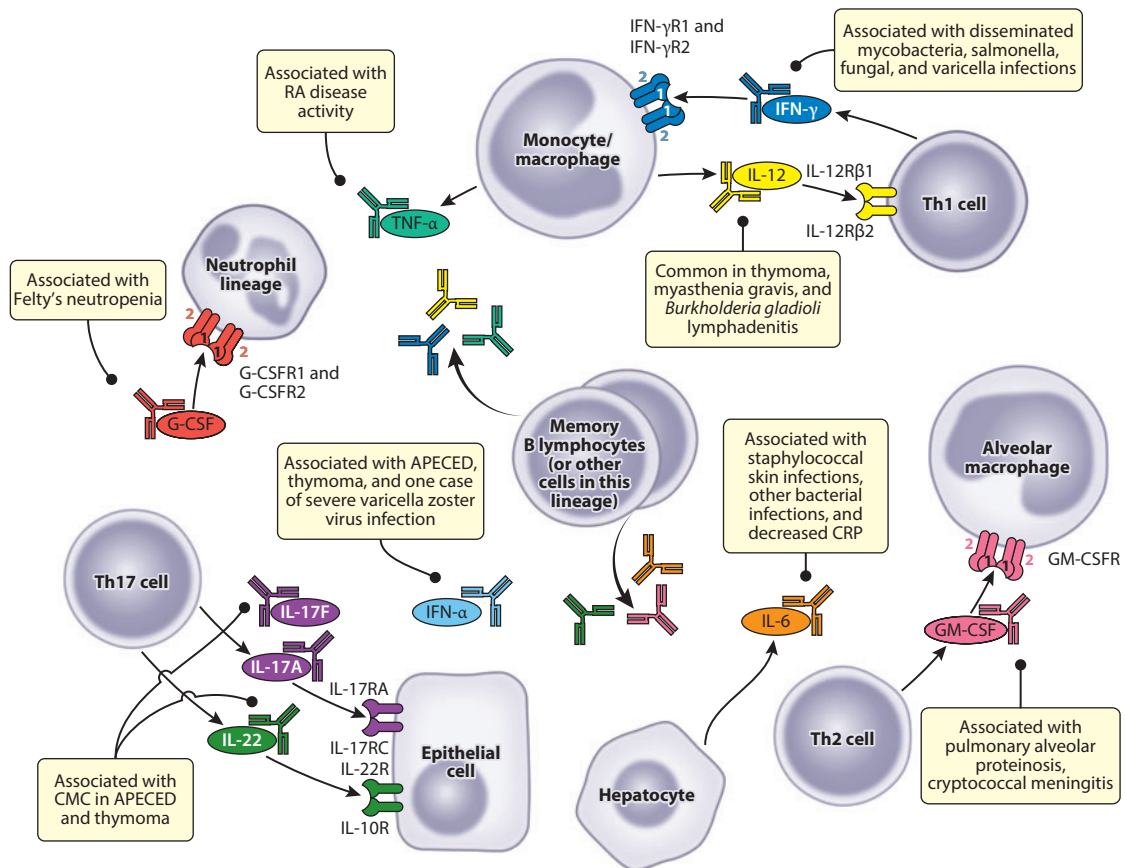 IFN-γR1 and
IFN-γR2
Associated with disseminated
mycobacteria, salmonella,
fungal, and varicella infections
Associated with
RA disease
activity
2
1
1
2
IFN-γ
Monocyte/
macrophage
IL-12
IL-12Rβ1
IL-12Rβ2
Th1 cell
TNF-α
Neutrophil
lineage
Associated with
Felty's neutropenia
2
1
2
G-CSFR1 and
G-CSFR2
G-CSF
Common in thymoma,
myasthenia gravis, and
Burkholderia gladioli
lymphadenitis
Memory
B lymphocytes
(or other
cells in this
lineage)
Associated with APECED,
thymoma, and one case
of severe varicella zoster
virus infection
Associated with
staphylococcal
skin infections,
other bacterial
infections, and
decreased CRP
Alveolar
macrophage
2
1
2
GM-CSFR
Th17 cell
IL-17F
IFN-α
IL-6
GM-CSF
IL-17A
IL-17RA
IL-17RC
IL-22
IL-22R
IL-10R
Epithelial
cell
Hepatocyte
Th2 cell
Associated with
CMC in APECED
and thymoma
Associated with
pulmonary alveolar
proteinosis,
cryptococcal meningitis